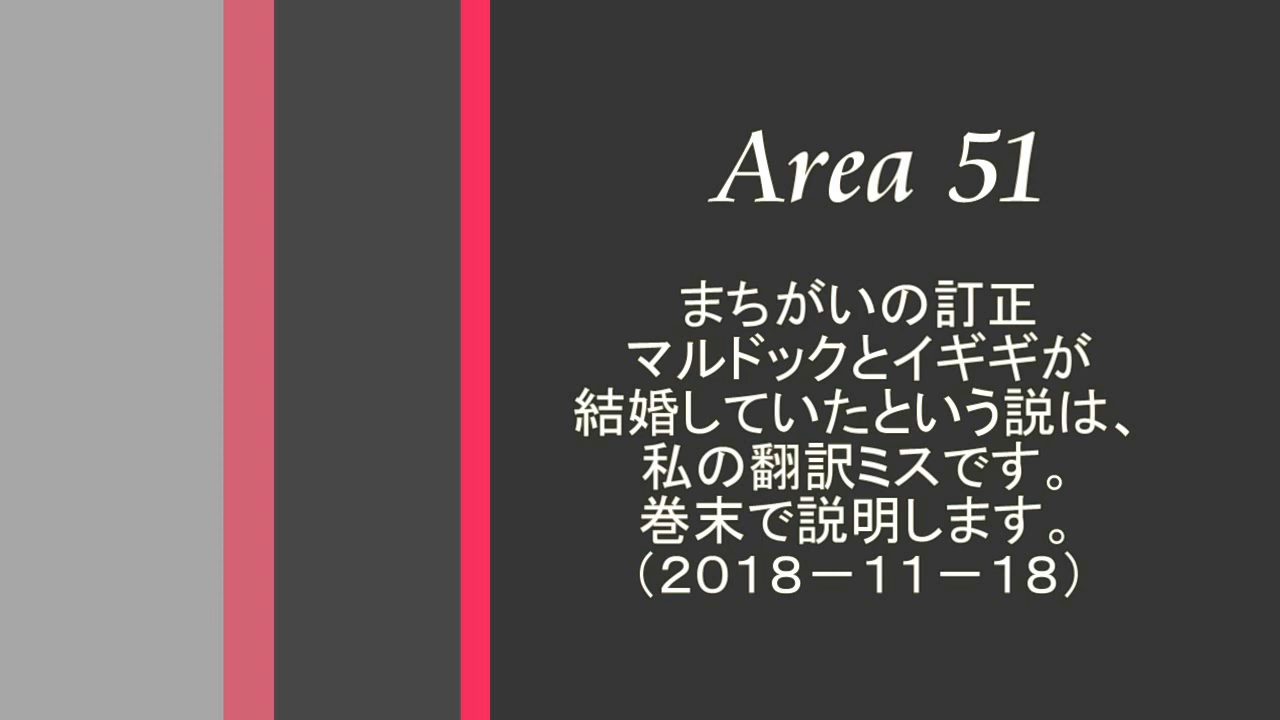 Area 51
まちがいの訂正
マルドックとイギギが
結婚していたという説は、
私の翻訳ミスです。
巻末で説明します。
（２０１８－１１－１８）